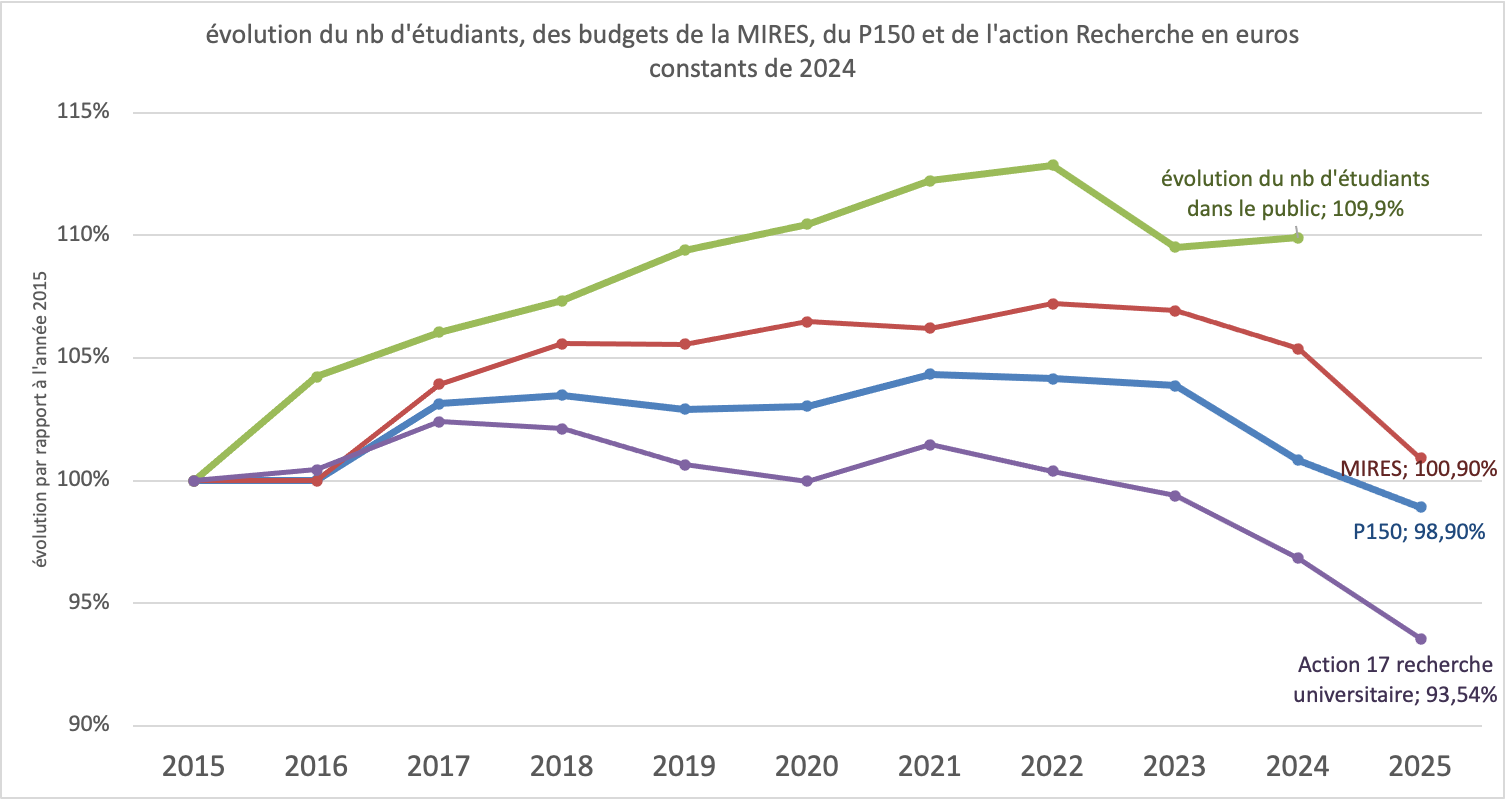 évolution du nb d'étudiants, des budgets de la MIRES, du P150 et de l'action Recherche en euros
constants de 2024
évolution par rapport à l'année 2015
115%
110%
105%
100%
95%
90%
évolution du nb d'étudiants
dans le public; 109,9%
MIRES; 100,90%
P150; 98,90%
Action 17 recherche
universitaire; 93,54%
2015 2016 2017 2018 2019 2020 2021 2022 2023 2024 2025